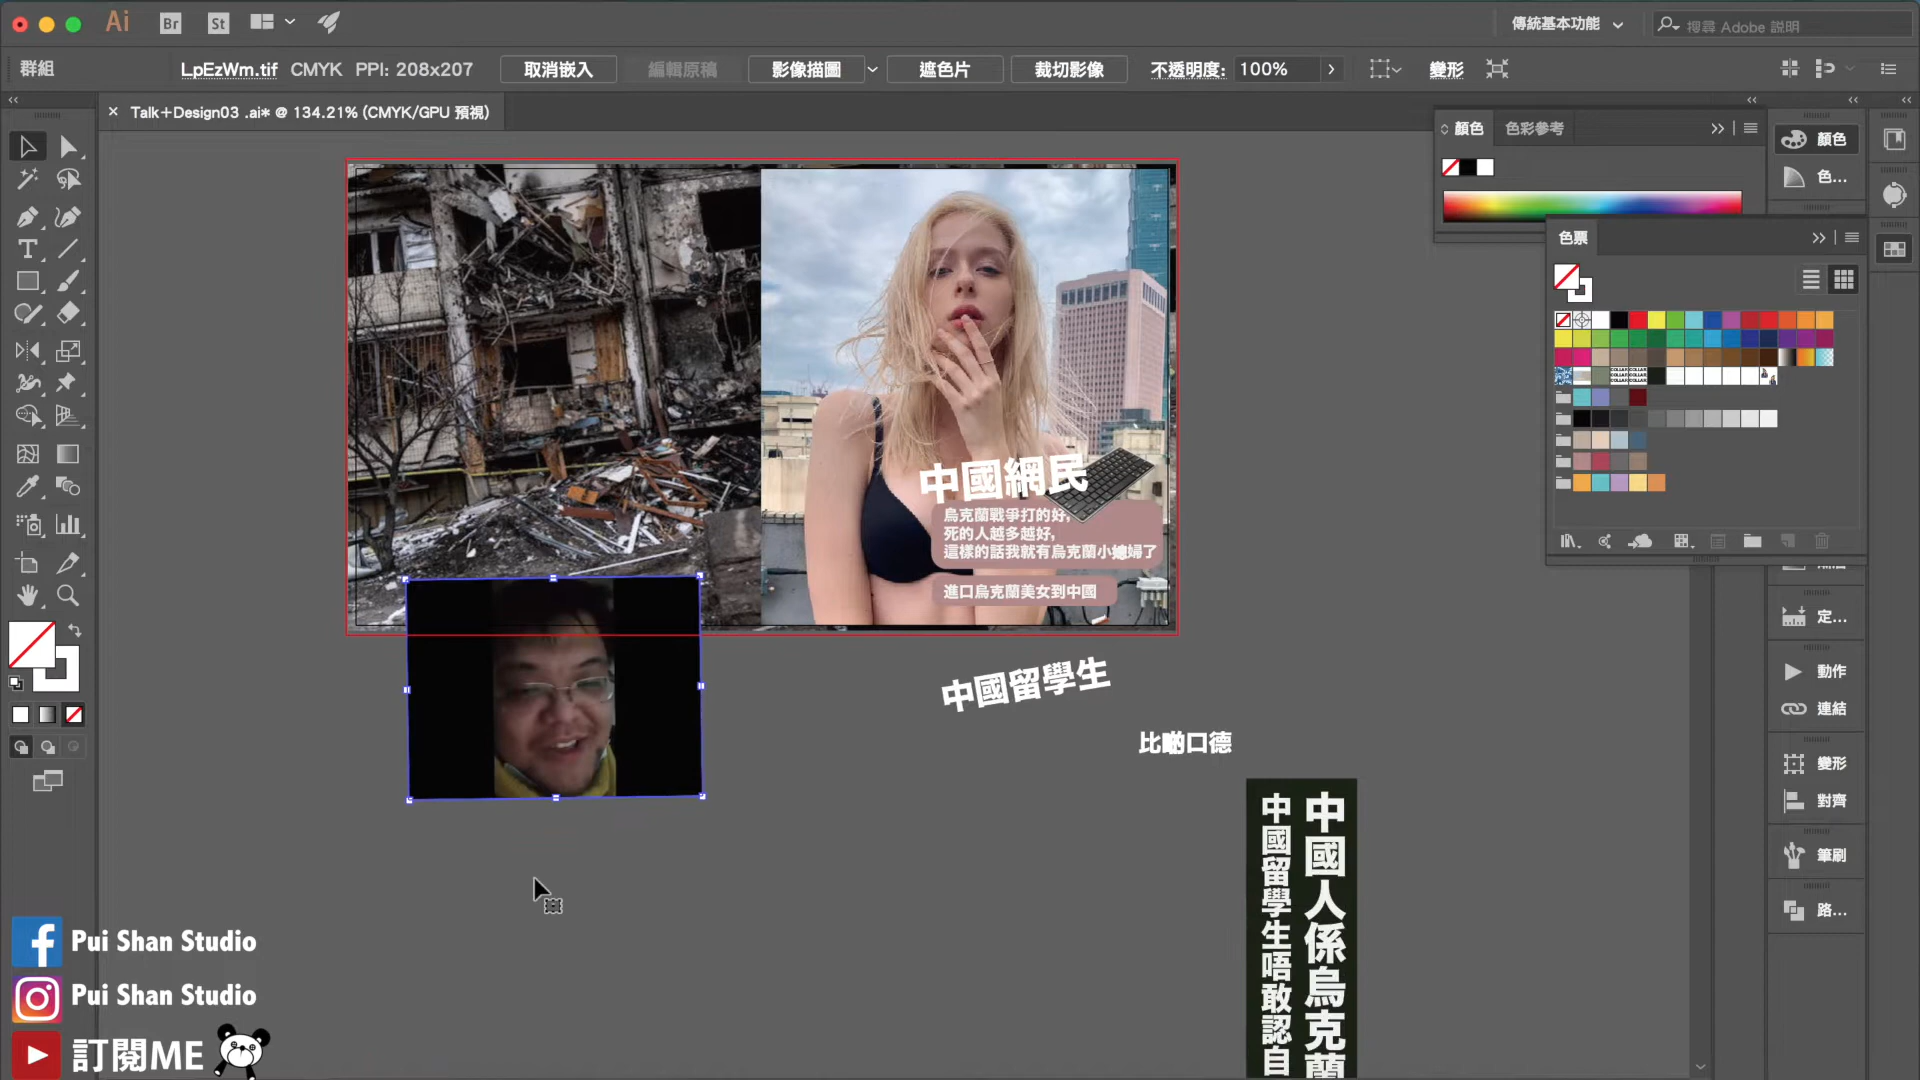 Ai
Br
St
傳統基本功能
搜尋 Adobe 說明
群組
LpEzWm.tif
CMYK
PPI: 208x207
取消嵌入
編輯原稿
影像描圖
遮色片
裁切影像
不透明度:
100%
變形
Talk+Design03 .ai* @ 134.21% (CMYK/GPU 預視)
顏色
色彩參考
顏色
色...
色票
定...
動作
連結
變形
對齊
筆刷
路...
中國網民
烏克蘭戰爭打的好,
死的人越多越好,
這樣的話我就有烏克蘭小媳婦了
進口烏克蘭美女到中國
中國留學生
比啲口德
中國人係烏克蘭
中國留學生唔敢認自
Pui Shan Studio
Pui Shan Studio
訂閱ME